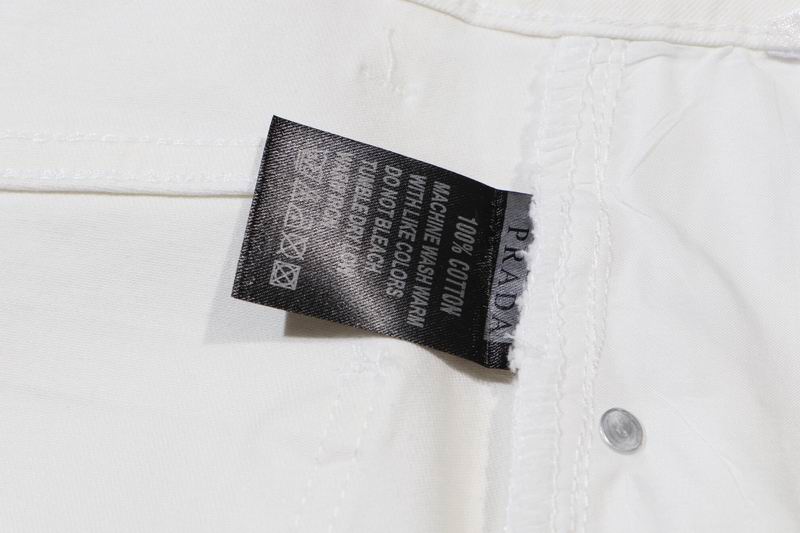 PRADA
100% COTTON
MACHINE WASH WARM
WITH LIKE COLORS
DO NOT BLEACH
TUMBLE DRY LOW